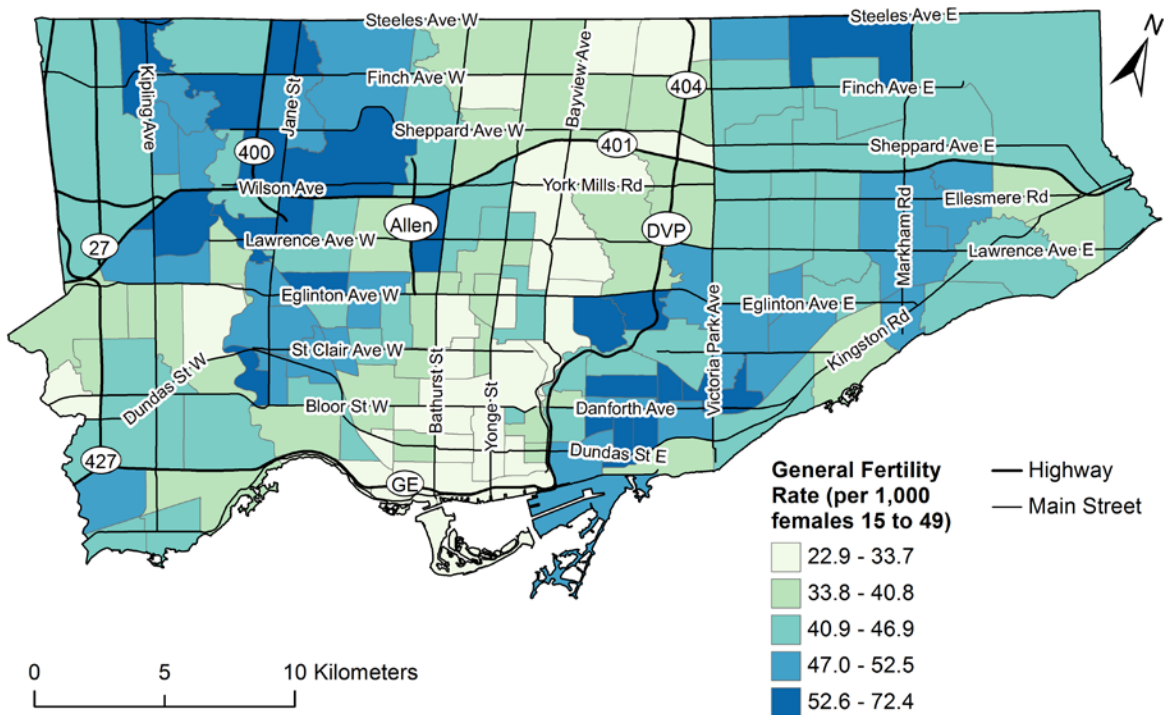 Steeles Ave W
Steeles Ave E
N
Kipling Ave
Finch Ave W
Jane St
Bayview Ave
404
Finch Ave E
Sheppard Ave W
400
401
Sheppard Ave E
Wilson Ave
York Mills Rd
Markham Rd
Ellesmere Rd
Allen
27
Lawrence Ave W
DVP
Lawrence Ave E
Eglinton Ave W
Victoria Park Ave
Eglinton Ave E
St Clair Ave W
Kingston Rd
Dundas St W
Bathurst St
Yonge St
Bloor St W
Danforth Ave
427
Dundas St E
GE
General Fertility
Rate (per 1,000
females 15 to 49)
Highway
Main Street
22.9 - 33.7
33.8 - 40.8
40.9 - 46.9
47.0 - 52.5
52.6 - 72.4
0 5 10 Kilometers